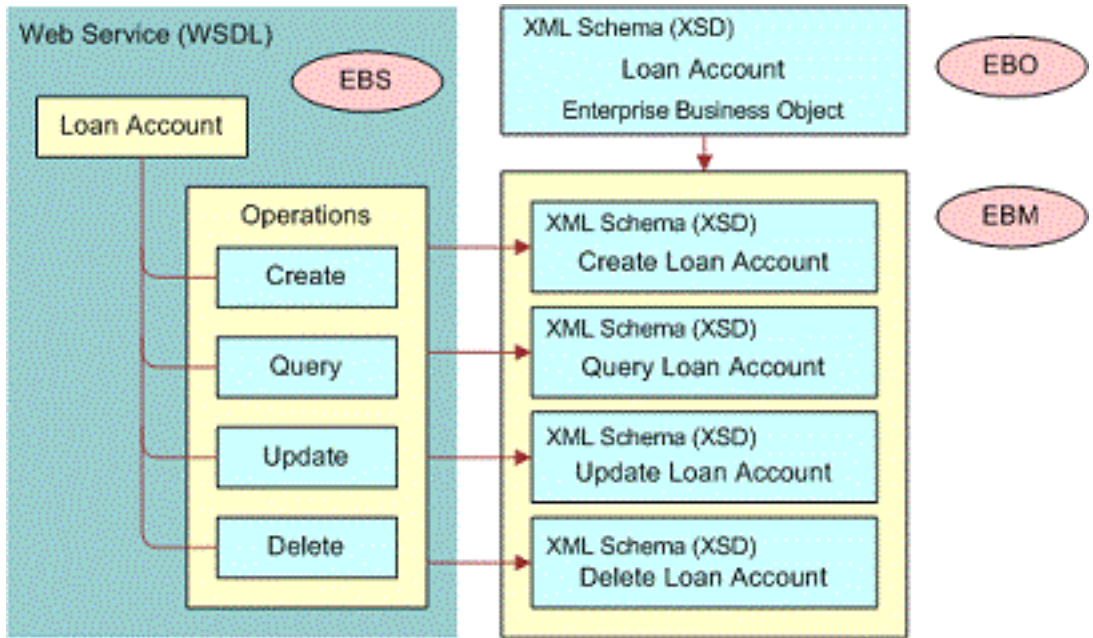 Web Service (WSDL)
EBS
Loan Account
Operations
Create
Query
Update
Delete
XML Schema (XSD)
Loan Account
Enterprise Business Object
EBO
EBM
XML Schema (XSD)
Create Loan Account
XML Schema (XSD)
Query Loan Account
XML Schema (XSD)
Update Loan Account
XML Schema (XSD)
Delete Loan Account